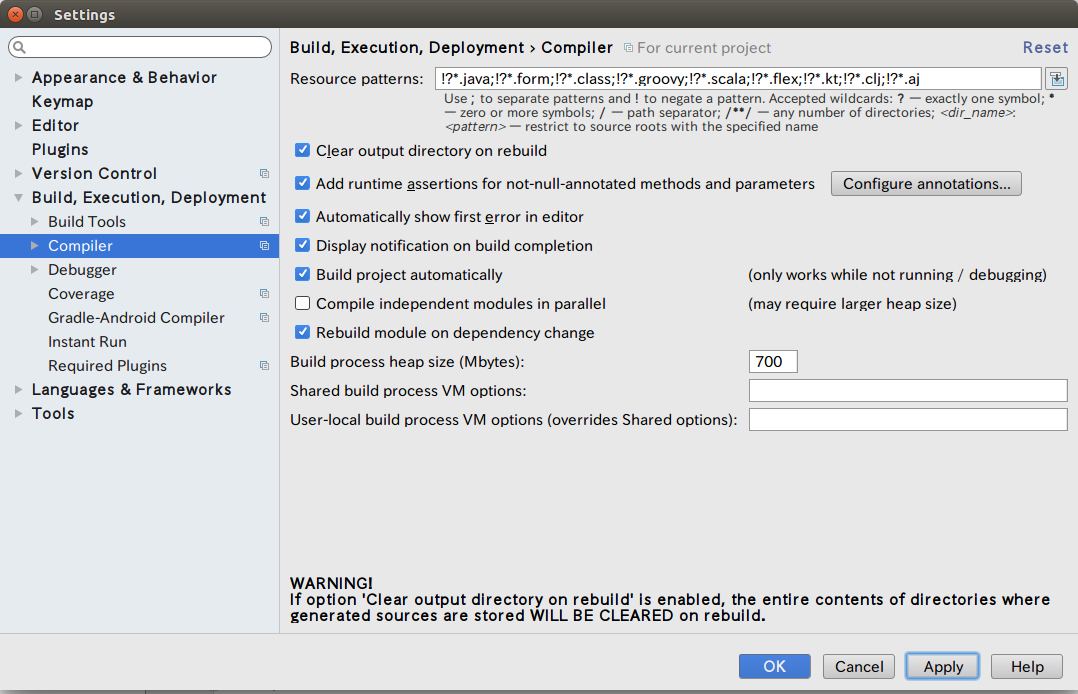 Settings
Build, Execution, Deployment › Compiler For current project Reset
Appearance & Behavior
Keymap
Editor
Plugins
Version Control
Build, Execution, Deployment
Build Tools
Compiler
Debugger
Coverage
Gradle-Android Compiler
Instant Run
Required Plugins
Languages & Frameworks
Tools
Resource patterns: !?*.java;!?*.form;!?*.class;!?*.groovy;!?*.scala;!?*.flex;!?*.kt;!?*.clj;!?*.aj
Use ; to separate patterns and ! to negate a pattern. Accepted wildcards: ? — exactly one symbol; *
— zero or more symbols; / — path separator; /**/ — any number of directories; <dir_name>:
<pattern> — restrict to source roots with the specified name
Clear output directory on rebuild
Add runtime assertions for not-null-annotated methods and parameters Configure annotations...
Automatically show first error in editor
Display notification on build completion
Build project automatically (only works while not running / debugging)
Compile independent modules in parallel (may require larger heap size)
Rebuild module on dependency change
Build process heap size (Mbytes): 700
Shared build process VM options:
User-local build process VM options (overrides Shared options):
WARNING!
If option 'Clear output directory on rebuild' is enabled, the entire contents of directories where
generated sources are stored WILL BE CLEARED on rebuild.
OK Cancel Apply Help